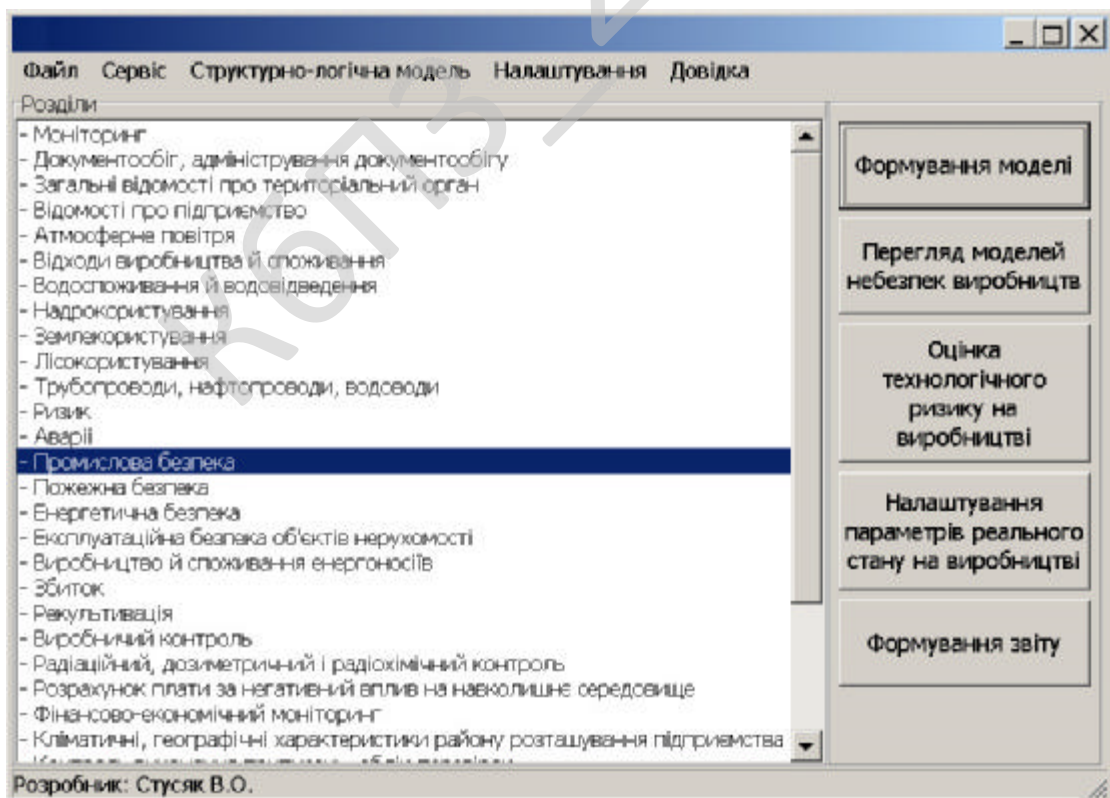 Файл Сервіс Структурно-логічна модель Налаштування Довідка
Розділи
- Моніторинг
- Документообіг, адміністрування документообігу
- Загальні відомості про територіальний орган
- Відомості про підприємство
- Атмосферне повітря
- Відходи виробництва й споживання
- Водоспоживання й водовідведення
- Надрокористування
- Землекористування
- Лісокористування
- Трубопроводи, нафтопроводи, водоводи
- Ризик
- Аварії
- Промислова безпека
- Пожежна безпека
- Енергетична безпека
- Експлуатаційна безпека об'єктів нерухомості
- Виробництво й споживання енергоносіїв
- Збиток
- Рекультивація
- Виробничий контроль
- Радіаційний, дозиметричний і радіохімічний контроль
- Розрахунок плати за негативний вплив на навколишнє середовище
- Фінансово-економічний моніторинг
- Кліматичні, географічні характеристики району розташування підприємства
Формування моделі
Перегляд моделей
небезпек виробництв
Оцінка
технологічного
ризику на
виробництві
Налаштування
параметрів реального
стану на виробництві
Формування звіту
Розробник: Стусяк В.О.